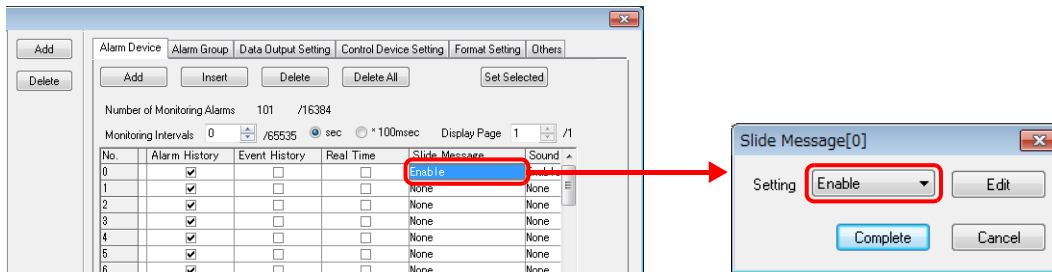 Add
Delete
Alarm Device Alarm Group Data Output Setting Control Device Setting Format Setting Others
Add Insert Delete Delete All Set Selected
Number of Monitoring Alarms 101 /16384
Monitoring Intervals 0 /65535 sec * 100msec Display Page 1 /1
No. Alarm History Event History Real Time Slide Message Sound
0 Enable Enable
1 None None
2 None None
3 None None
4 None None
5 None None
6 None None
Slide Message[0]
Setting Enable Edit
Complete Cancel